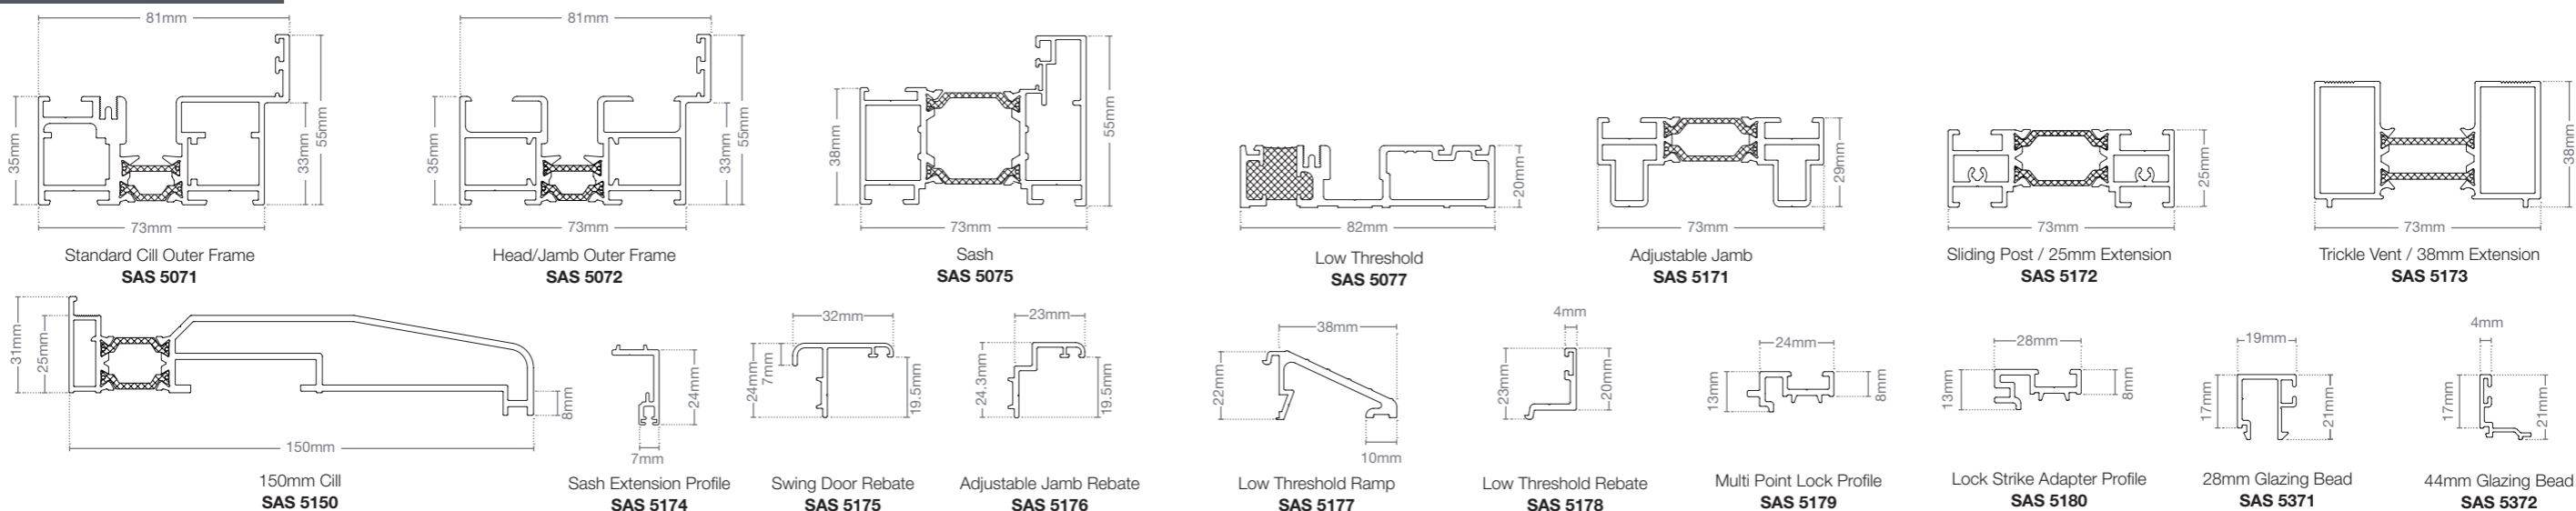 81mm
35mm
33mm
55mm
73mm
Standard Cill Outer Frame
SAS 5071
81mm
35mm
33mm
55mm
73mm
Head/Jamb Outer Frame
SAS 5072
38mm
55mm
73mm
Sash
SAS 5075
20mm
82mm
Low Threshold
SAS 5077
29mm
73mm
Adjustable Jamb
SAS 5171
25mm
73mm
Sliding Post / 25mm Extension
SAS 5172
38mm
73mm
Trickle Vent / 38mm Extension
SAS 5173
31mm
25mm
8mm
150mm
150mm Cill
SAS 5150
24mm
7mm
Sash Extension Profile
SAS 5174
32mm
24mm
7mm
19.5mm
Swing Door Rebate
SAS 5175
23mm
24.3mm
19.5mm
Adjustable Jamb Rebate
SAS 5176
38mm
22mm
10mm
Low Threshold Ramp
SAS 5177
4mm
23mm
20mm
Low Threshold Rebate
SAS 5178
24mm
13mm
8mm
Multi Point Lock Profile
SAS 5179
28mm
13mm
8mm
Lock Strike Adapter Profile
SAS 5180
19mm
17mm
21mm
28mm Glazing Bead
SAS 5371
4mm
17mm
21mm
44mm Glazing Bead
SAS 5372